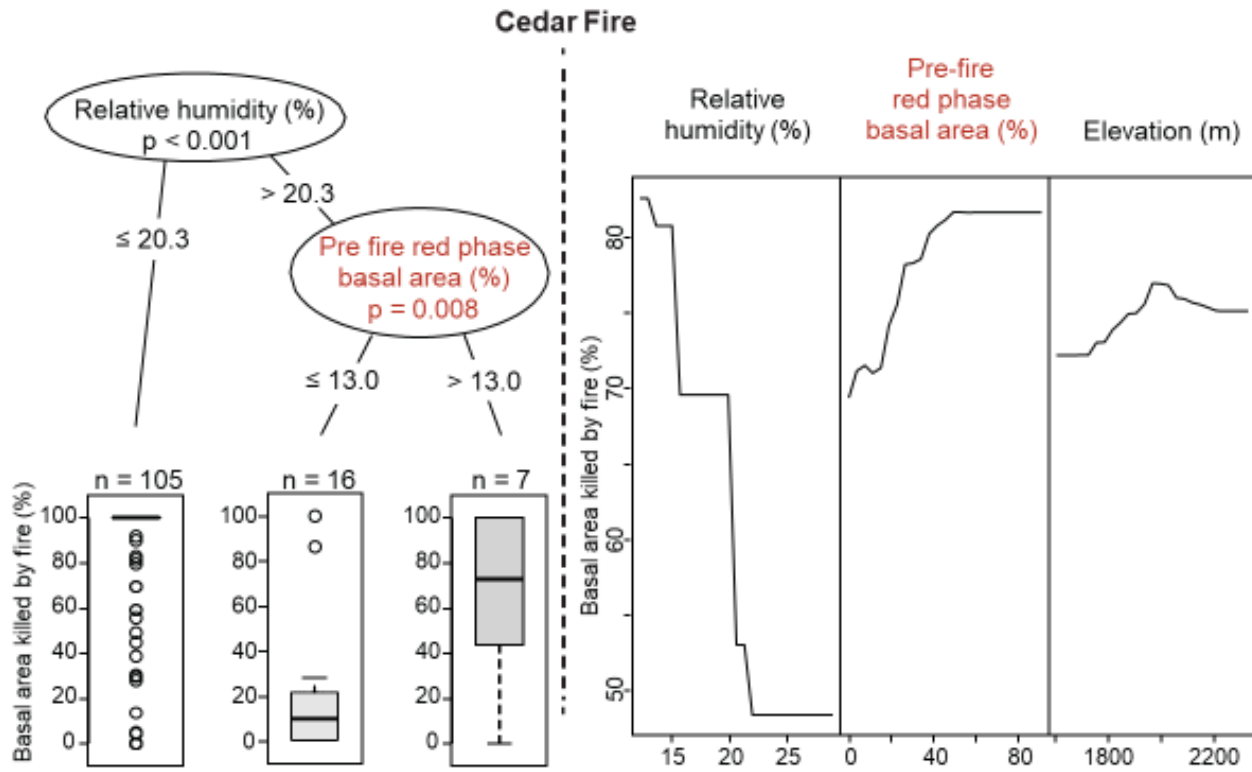 Cedar Fire
Relative humidity (%)
p < 0.001
≤ 20.3
> 20.3
Pre fire red phase
basal area (%)
p = 0.008
≤ 13.0
> 13.0
n = 105
n = 16
n = 7
Basal area killed by fire (%)
100
80
60
40
20
0
100
80
60
40
20
0
100
80
60
40
20
0
Relative
humidity (%)
Pre-fire
red phase
basal area (%)
Elevation (m)
Basal area killed by fire (%)
80
70
60
50
15
20
25
0
40
80
1800
2200